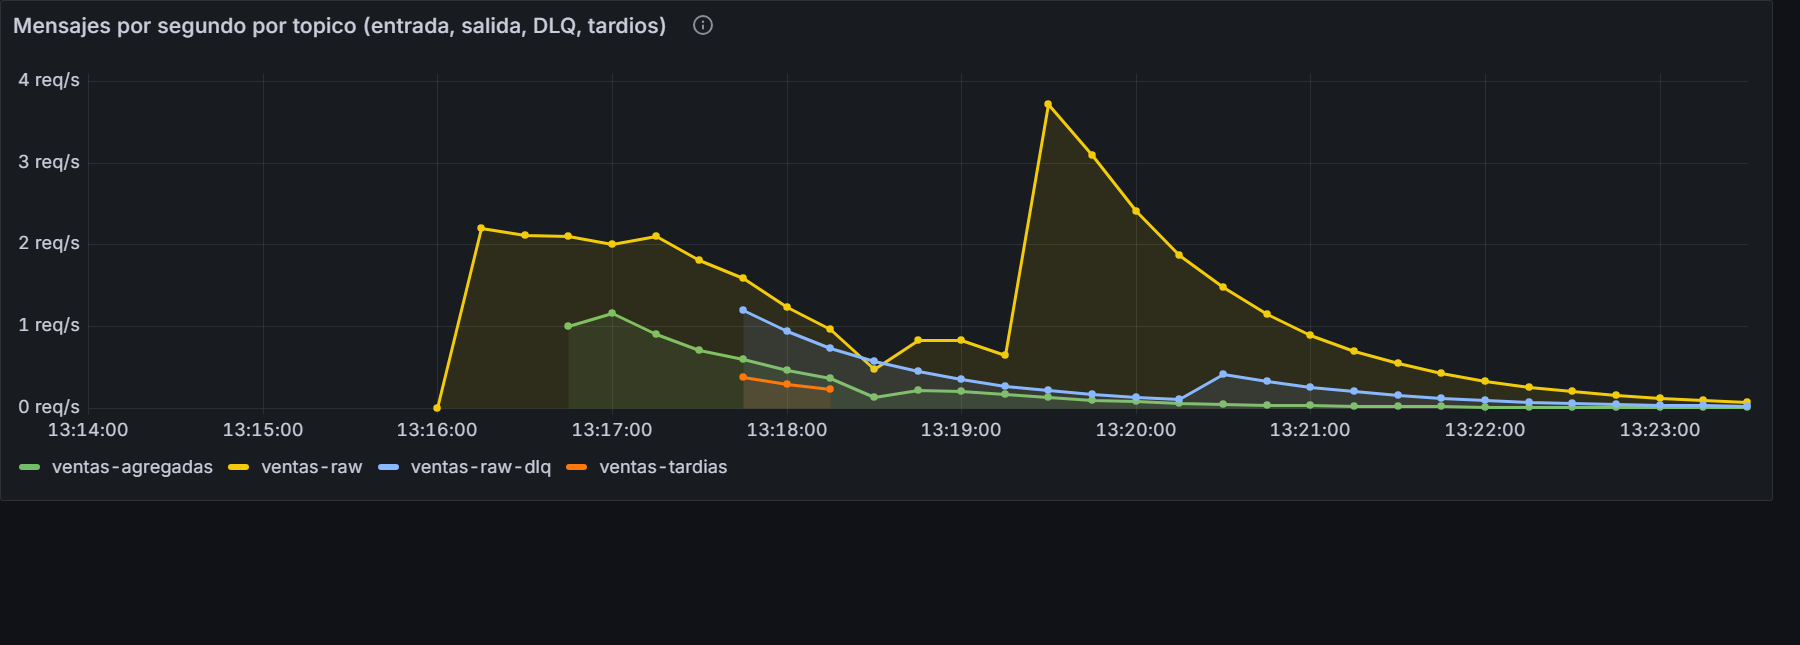 Mensajes por segundo por topico (entrada, salida, DLQ, tardios)
4 req/s
3 req/s
2 req/s
1 req/s
0 req/s
13:14:00 13:15:00 13:16:00 13:17:00 13:18:00 13:19:00 13:20:00 13:21:00 13:22:00 13:23:00
ventas-agregadas ventas-raw ventas-raw-dlq ventas-tardias